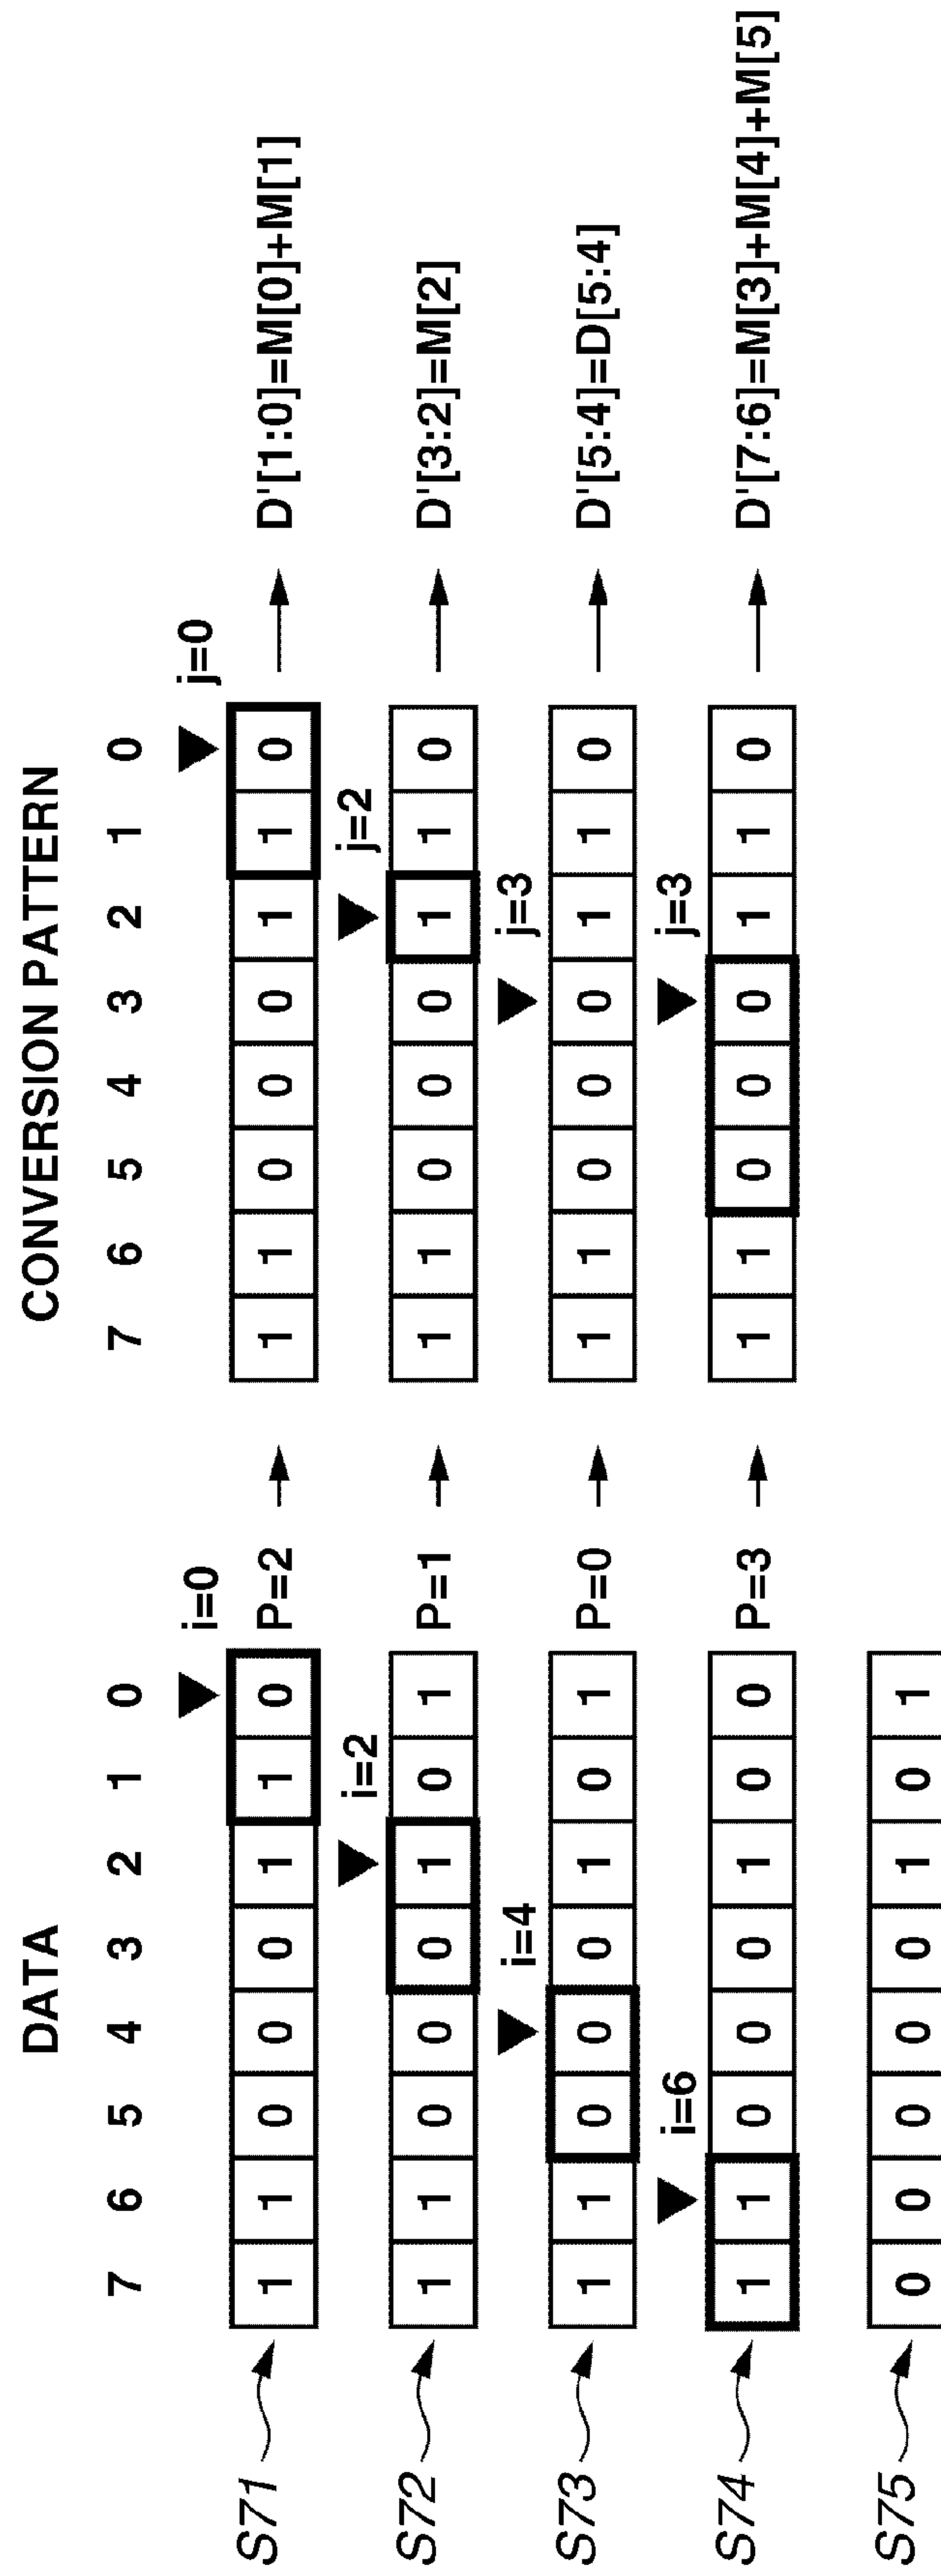 DATA CONVERSION PATTERN
7 6 5 4 3 2 1 0 7 6 5 4 3 2 1 0
i=0 j=0
S71 1 1 0 0 0 1 1 0 P=2 1 1 0 0 0 1 1 0 D'[1:0]=M[0]+M[1]
i=2 j=2
S72 1 1 0 0 0 1 0 1 P=1 1 1 0 0 0 1 1 0 D'[3:2]=M[2]
i=4 j=3
S73 1 1 0 0 0 1 0 1 P=0 1 1 0 0 0 1 1 0 D'[5:4]=D[5:4]
i=6 j=3
S74 1 1 0 0 0 1 0 0 P=3 1 1 0 0 0 1 1 0 D'[7:6]=M[3]+M[4]+M[5]
S75 0 0 0 0 0 1 0 1